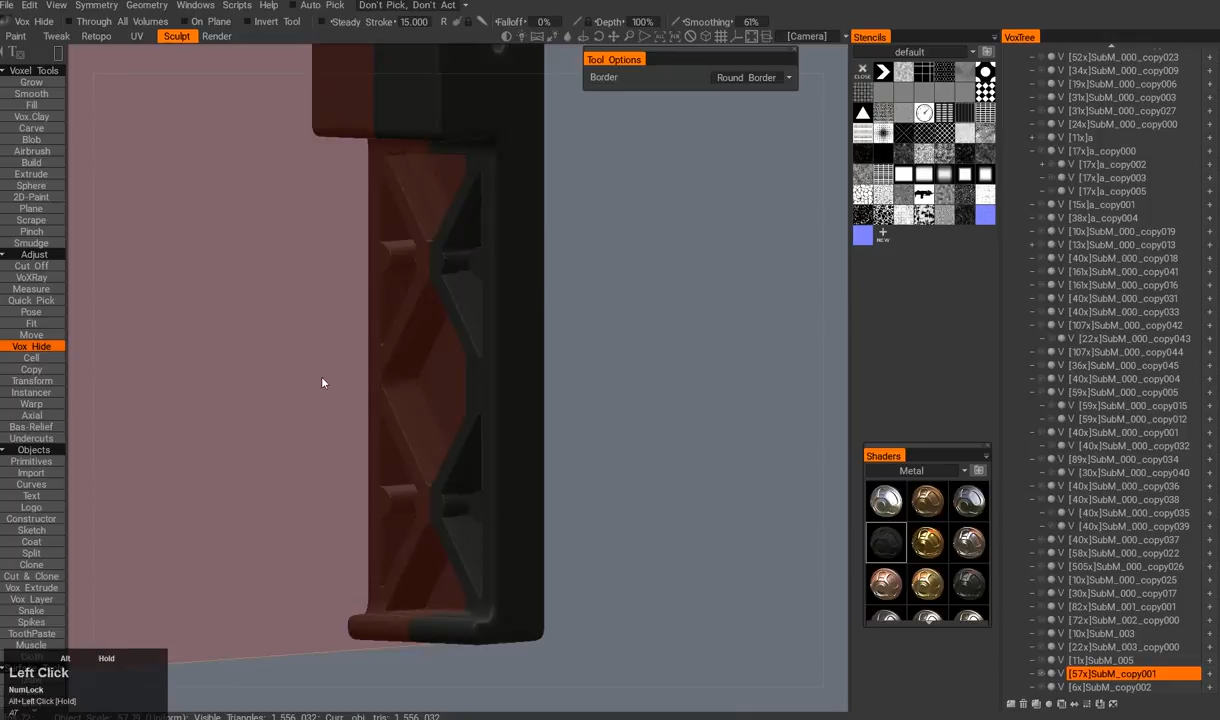 File Edit View Symmetry Geometry Windows Scripts Help Auto Pick Don't Pick, Don't Act
Vox Hide Through All Volumes On Plane Invert Tool Steady Stroke 15.000 R Falloff 0% Depth 100% Smoothing 61%
Paint Tweak Retopo UV Sculpt Render [Camera]
Voxel Tools
Grow
Smooth
Fill
Vox.Clay
Carve
Blob
Airbrush
Build
Extrude
Sphere
2D-Paint
Plane
Scrape
Pinch
Smudge
Adjust
Cut Off
VoXRay
Measure
Quick Pick
Pose
Fit
Move
Vox Hide
Cell
Copy
Transform
Instancer
Warp
Axial
Bas-Relief
Undercuts
Objects
Primitives
Import
Curves
Text
Logo
Constructor
Sketch
Coat
Split
Clone
Cut & Clone
Vox Extrude
Vox Layer
Snake
Spikes
ToothPaste
Muscle
Alt Hold
Left Click
NumLock
Alt+Left Click [Hold]
Tool Options
Border Round Border
Stencils
default
CLOSE
NEW
Shaders
Metal
VoxTree
V [52x]SubM_000_copy023
V [34x]SubM_000_copy009
V [19x]SubM_000_copy006
V [31x]SubM_000_copy003
V [31x]SubM_000_copy027
V [24x]SubM_000_copy000
V [11x]a
V [17x]a_copy000
V [17x]a_copy002
V [17x]a_copy003
V [17x]a_copy005
V [15x]a_copy001
V [38x]a_copy004
V [10x]SubM_000_copy019
V [13x]SubM_000_copy013
V [40x]SubM_000_copy018
V [161x]SubM_000_copy041
V [161x]SubM_000_copy016
V [40x]SubM_000_copy031
V [40x]SubM_000_copy033
V [107x]SubM_000_copy042
V [22x]SubM_000_copy043
V [107x]SubM_000_copy044
V [36x]SubM_000_copy045
V [40x]SubM_000_copy004
V [59x]SubM_000_copy005
V [59x]SubM_000_copy015
V [59x]SubM_000_copy012
V [40x]SubM_000_copy001
V [40x]SubM_000_copy032
V [89x]SubM_000_copy034
V [30x]SubM_000_copy040
V [40x]SubM_000_copy036
V [40x]SubM_000_copy038
V [40x]SubM_000_copy035
V [40x]SubM_000_copy039
V [40x]SubM_000_copy037
V [58x]SubM_000_copy022
V [505x]SubM_000_copy026
V [10x]SubM_000_copy025
V [30x]SubM_000_copy017
V [82x]SubM_001_copy001
V [72x]SubM_002_copy000
V [10x]SubM_003
V [22x]SubM_003_copy000
V [11x]SubM_005
V [57x]SubM_copy001
V [6x]SubM_copy002